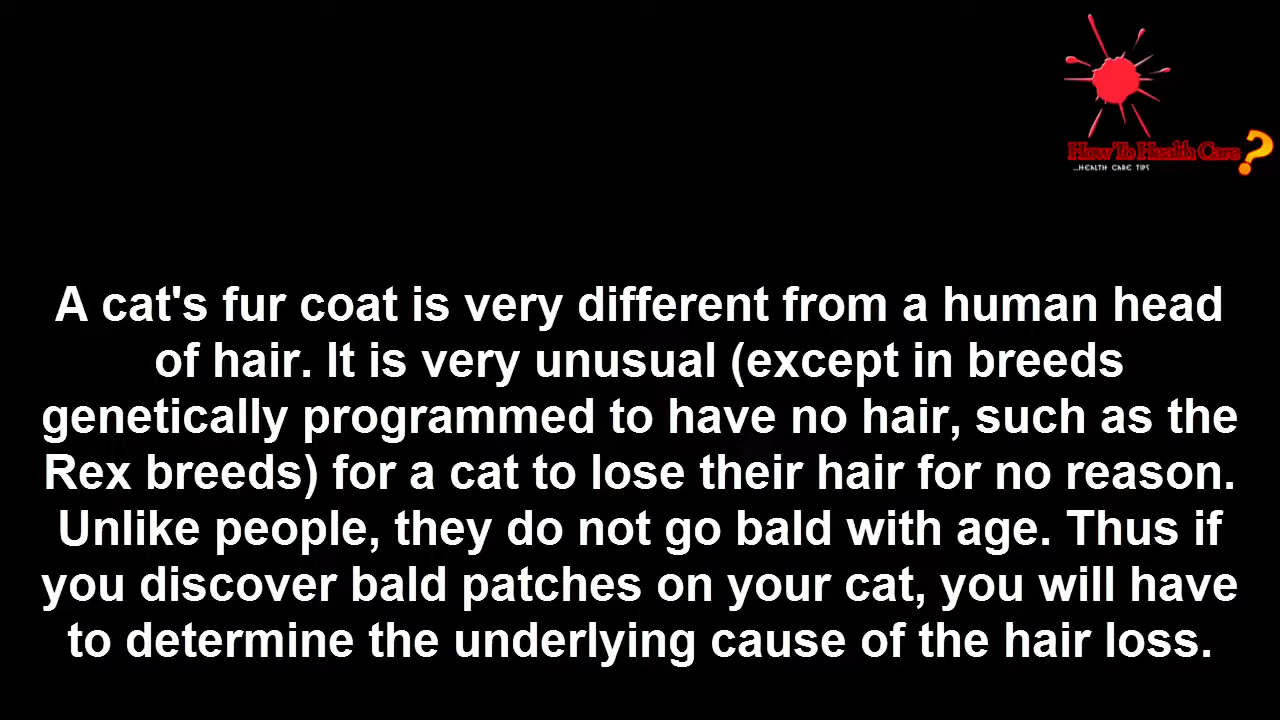 How To Health Care ?
...HEALTH CARE TIPS
A cat's fur coat is very different from a human head
of hair. It is very unusual (except in breeds
genetically programmed to have no hair, such as the
Rex breeds) for a cat to lose their hair for no reason.
Unlike people, they do not go bald with age. Thus if
you discover bald patches on your cat, you will have
to determine the underlying cause of the hair loss.